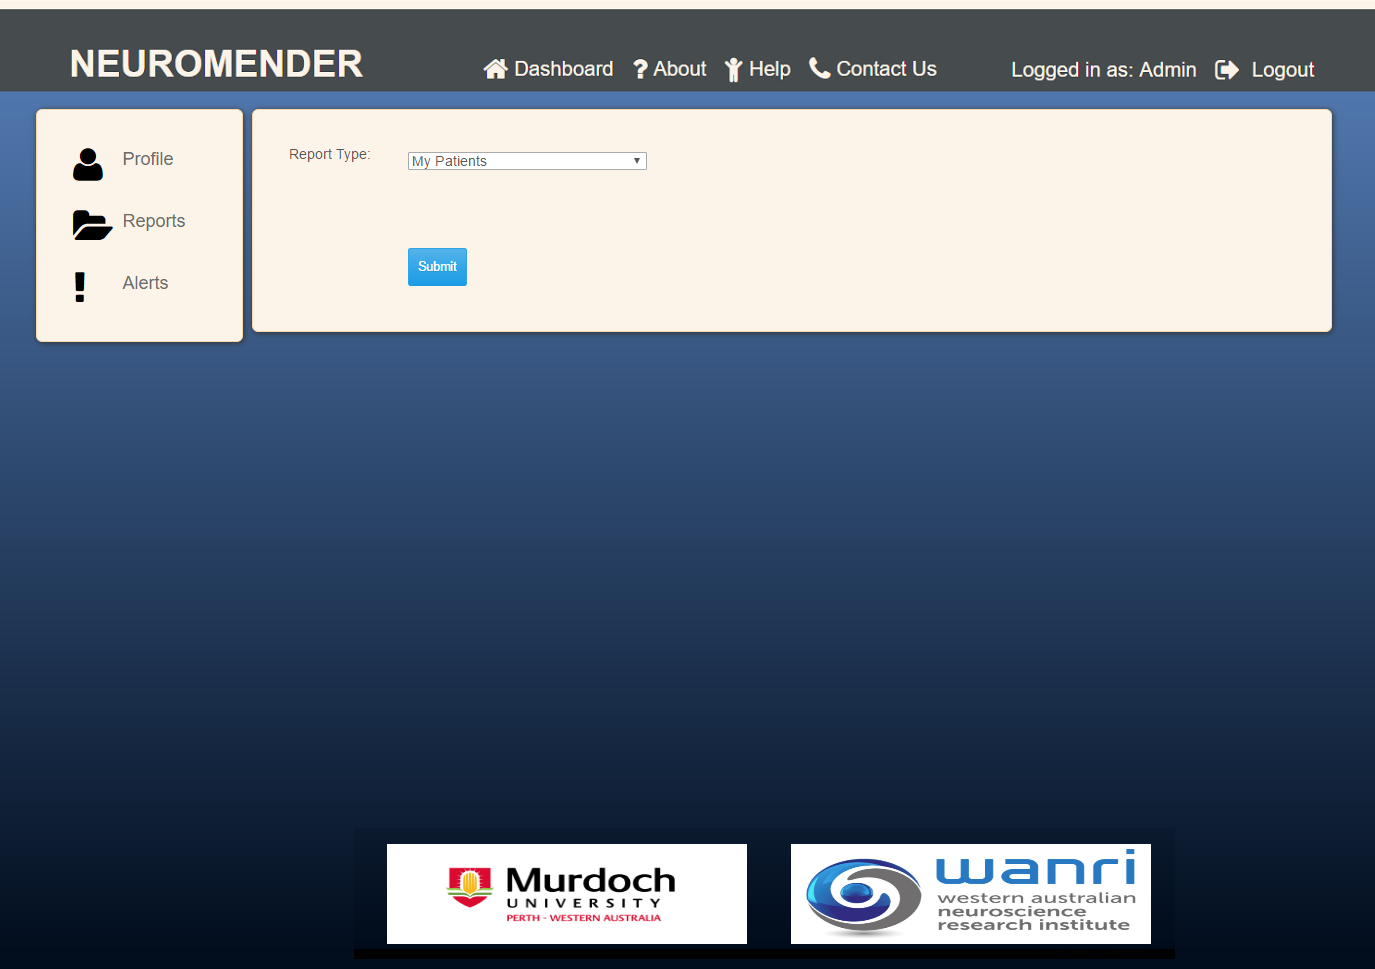 NEUROMENDER
Dashboard
About
Help
Contact Us
Logged in as: Admin
Logout
Profile
Reports
Alerts
Report Type:
My Patients
Submit
Murdoch
UNIVERSITY
PERTH - WESTERN AUSTRALIA
wanri
western australian
neuroscience
research institute